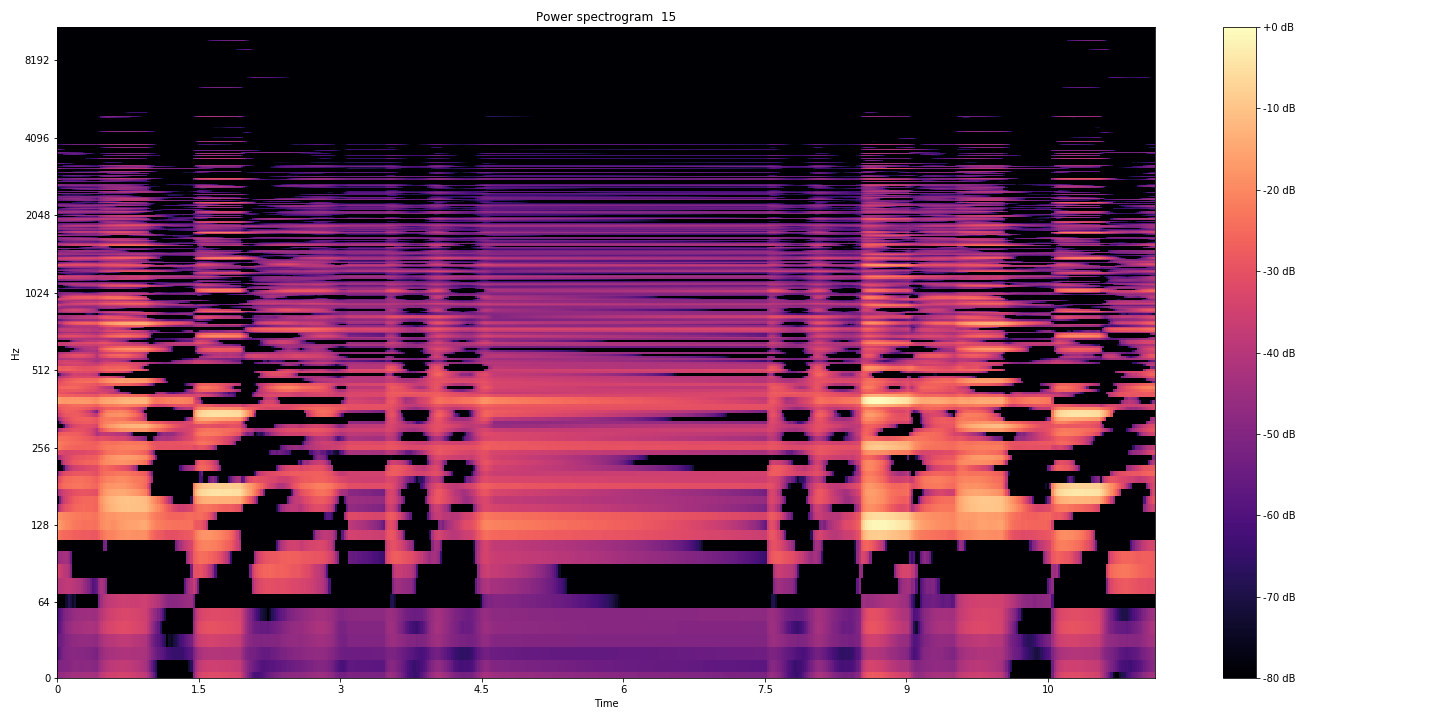 Power spectrogram  15
Hz
8192
4096
2048
1024
512
256
128
64
0
0 1.5 3 4.5 6 7.5 9 10
Time
+0 dB
-10 dB
-20 dB
-30 dB
-40 dB
-50 dB
-60 dB
-70 dB
-80 dB